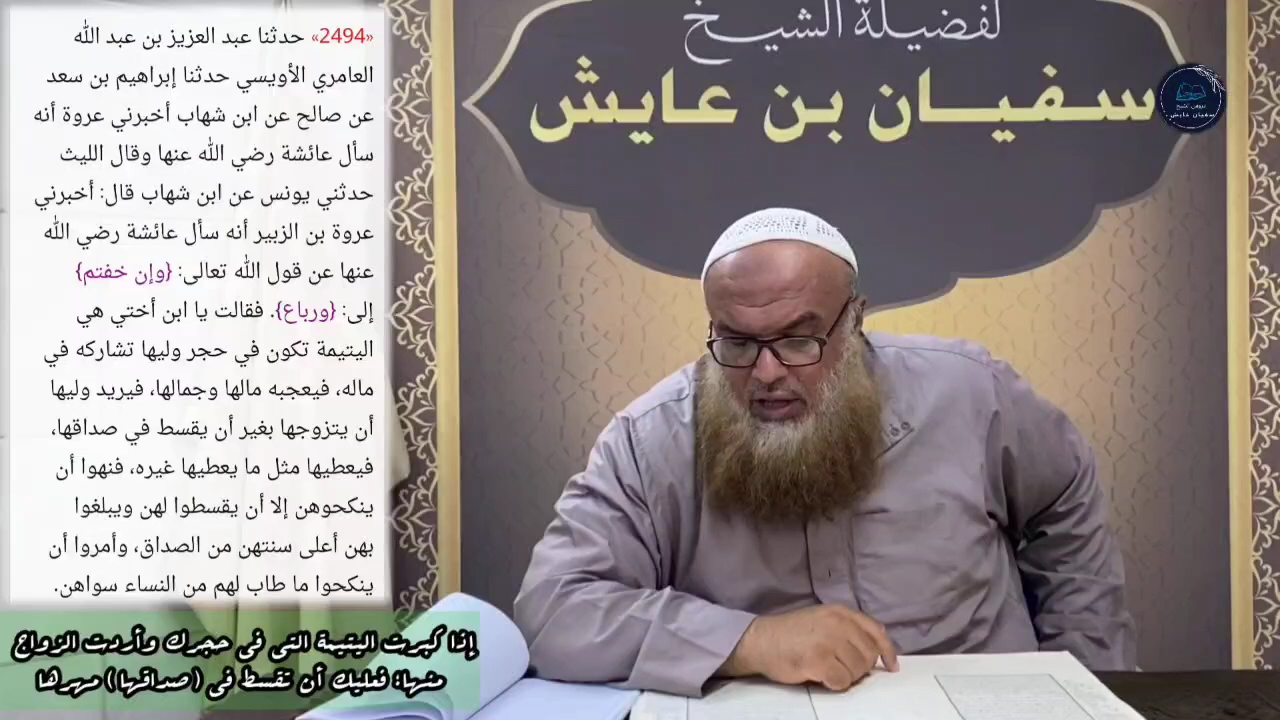 لفضيلة الشيخ
سفيان بن عايش
دروس الشيخ
سفيان عايش
«2494» حدثنا عبد العزيز بن عبد الله
العامري الأويسي حدثنا إبراهيم بن سعد
عن صالح عن ابن شهاب أخبرني عروة أنه
سأل عائشة رضي الله عنها وقال الليث
حدثني يونس عن ابن شهاب قال: أخبرني
عروة بن الزبير أنه سأل عائشة رضي الله
عنها عن قول الله تعالى: {وإن خفتم}
إلى: {ورباع}. فقالت يا ابن أختي هي
اليتيمة تكون في حجر وليها تشاركه في
ماله، فيعجبه مالها وجمالها، فيريد وليها
أن يتزوجها بغير أن يقسط في صداقها،
فيعطيها مثل ما يعطيها غيره، فنهوا أن
ينكحوهن إلا أن يقسطوا لهن ويبلغوا
بهن أعلى سنتهن من الصداق، وأمروا أن
ينكحوا ما طاب لهم من النساء سواهن.
إذا كبرت اليتيمة التي في حجرك وأردت الزواج
منها: فعليك أن تقسط في (صداقها) مهرها